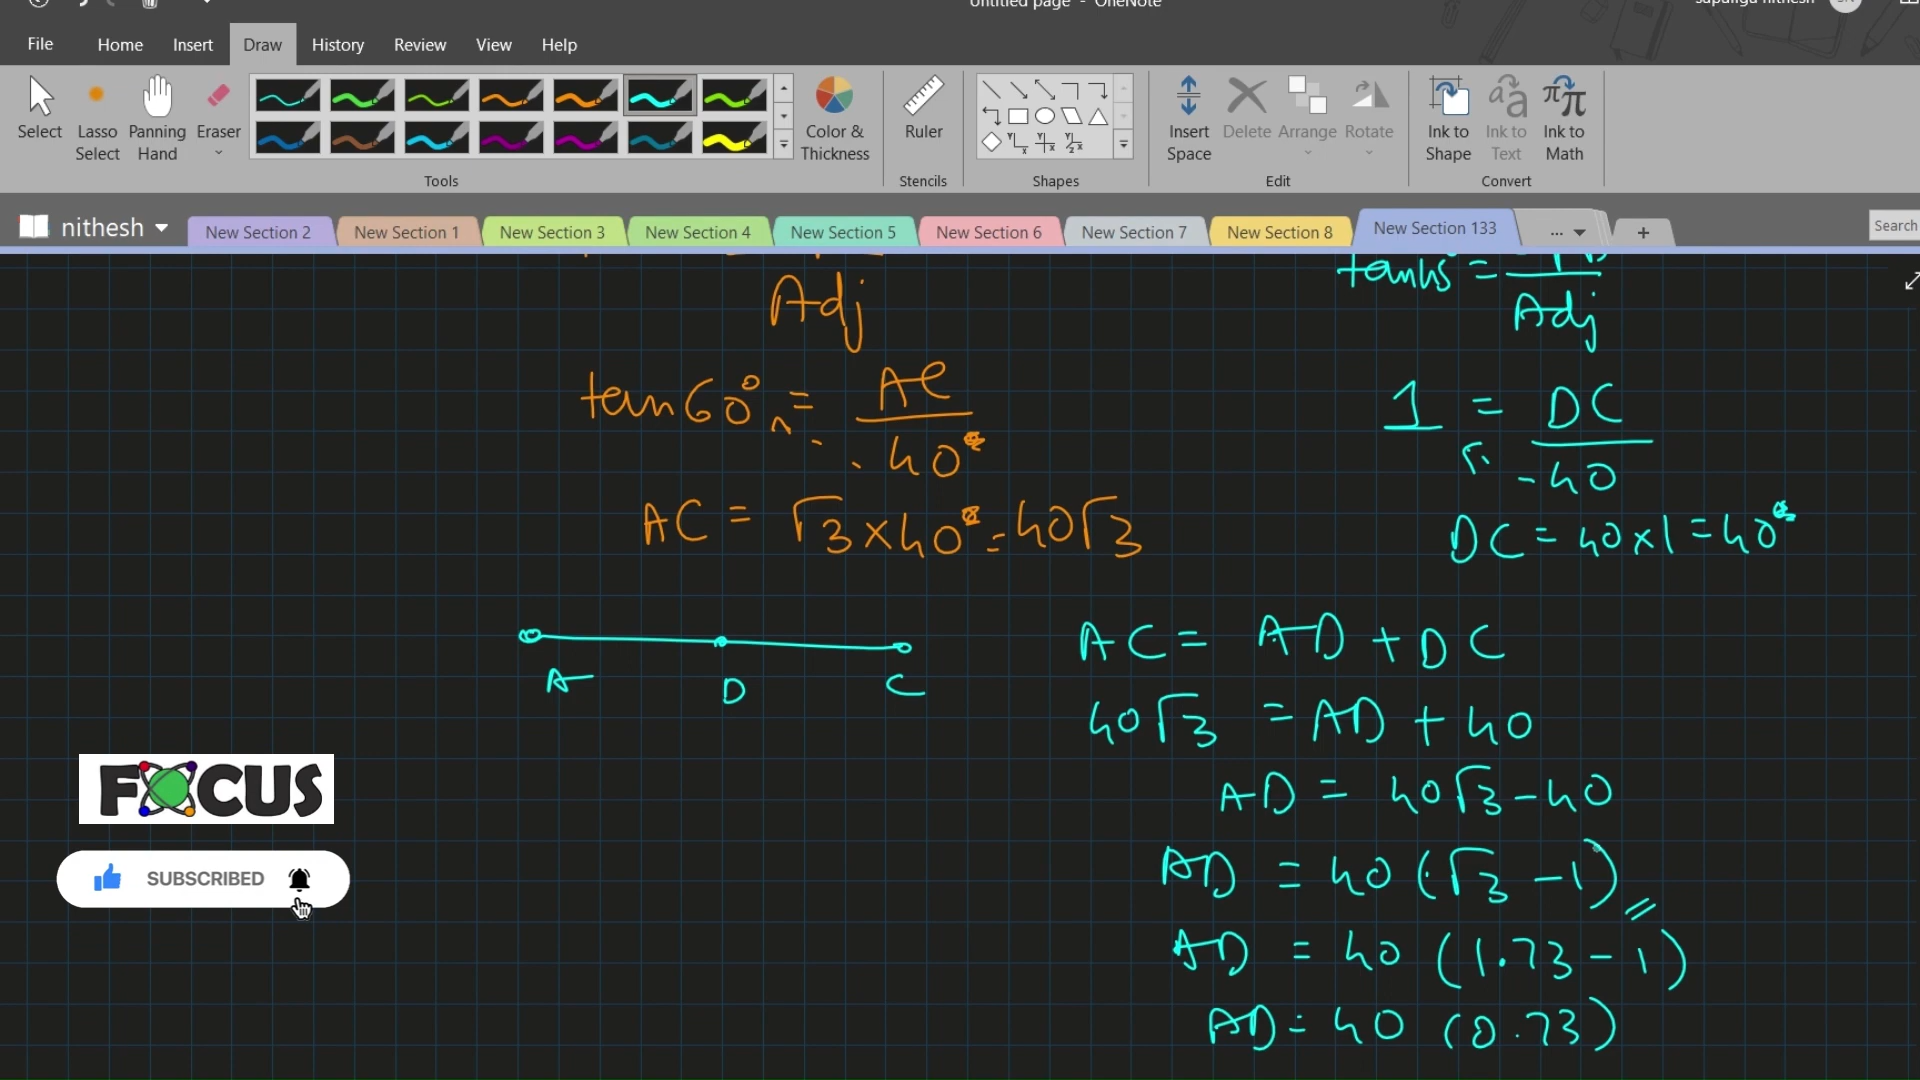 Untitled page - OneNote
File Home Insert Draw History Review View Help
Select
Lasso Select
Panning Hand
Eraser
Color & Thickness
Ruler
Insert Space
Delete
Arrange
Rotate
Ink to Shape
Ink to Text
Ink to Math
Tools
Stencils
Shapes
Edit
Convert
nithesh
New Section 2
New Section 1
New Section 3
New Section 4
New Section 5
New Section 6
New Section 7
New Section 8
New Section 133
...
+
Search
Adj
tan60° = AC / 40
AC = √3 × 40 = 40√3
Adj
1 = DC / 40
DC = 40 × 1 = 40
A D C
AC = AD + DC
40√3 = AD + 40
AD = 40√3 - 40
AD = 40 (√3 - 1)
AD = 40 (1.73 - 1)
AD = 40 (0.73)
FOCUS
SUBSCRIBED